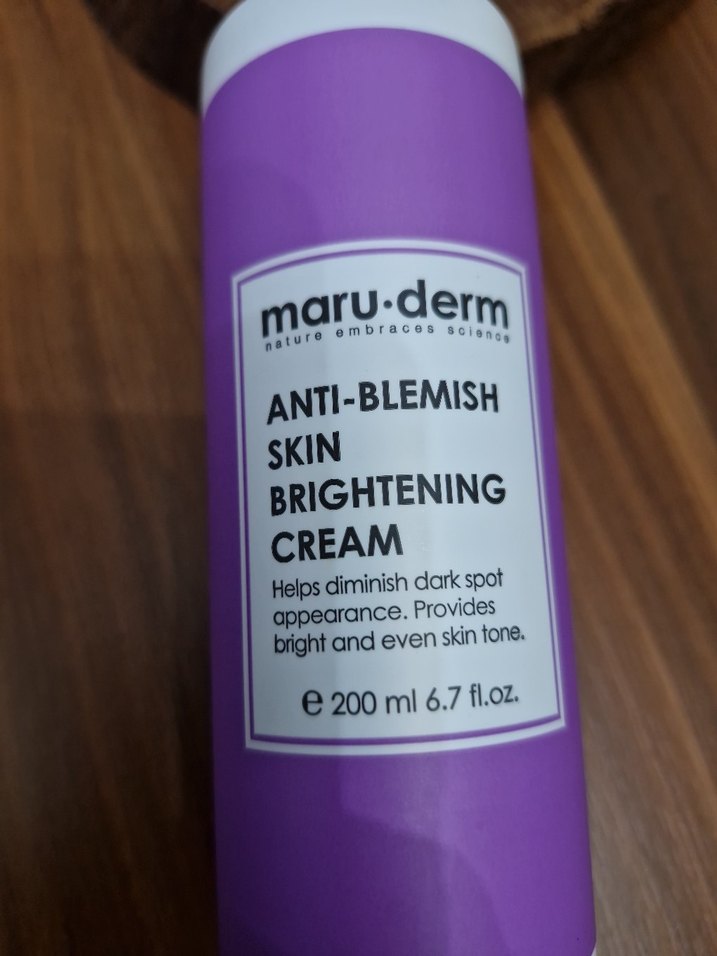 maru·derm
nature embraces science
ANTI-BLEMISH
SKIN
BRIGHTENING
CREAM
Helps diminish dark spot
appearance. Provides
bright and even skin tone.
℮ 200 ml 6.7 fl.oz.